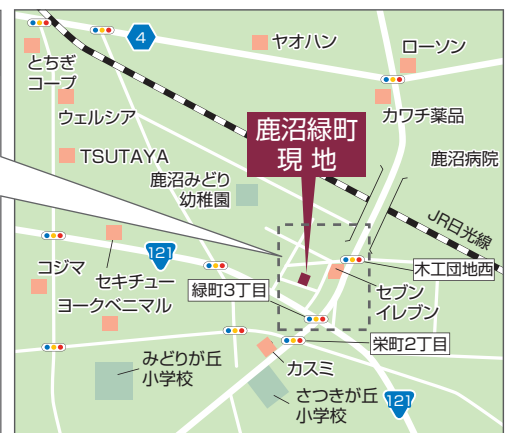 4
ヤオハン
ローソン
とちぎ
コープ
ウェルシア
カワチ薬品
鹿沼緑町
現 地
TSUTAYA
鹿沼病院
鹿沼みどり
幼稚園
JR日光線
121
木工団地西
コジマ
セキチュー
緑町3丁目
セブン
イレブン
ヨークベニマル
栄町2丁目
みどりが丘
小学校
カスミ
さつきが丘
小学校
121